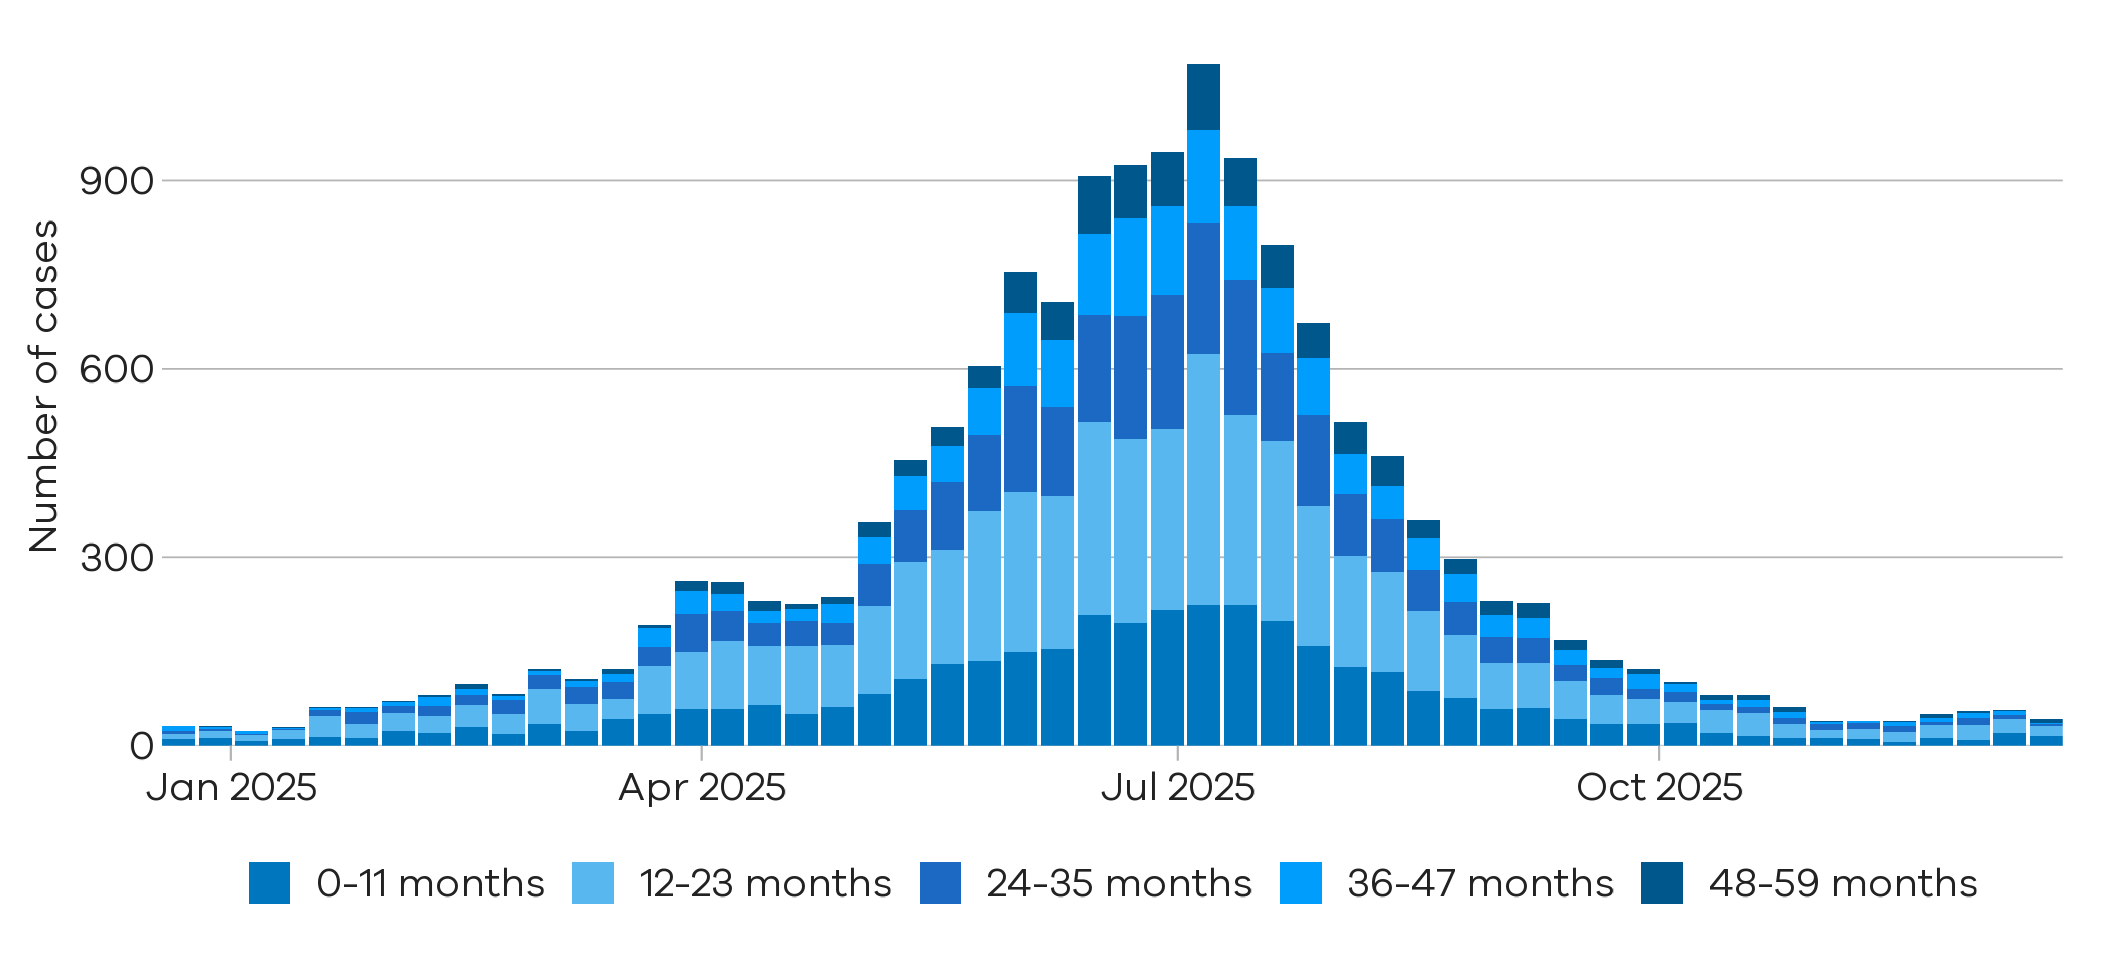 Number of cases
900
600
300
0
Jan 2025 Apr 2025 Jul 2025 Oct 2025
0-11 months 12-23 months 24-35 months 36-47 months 48-59 months